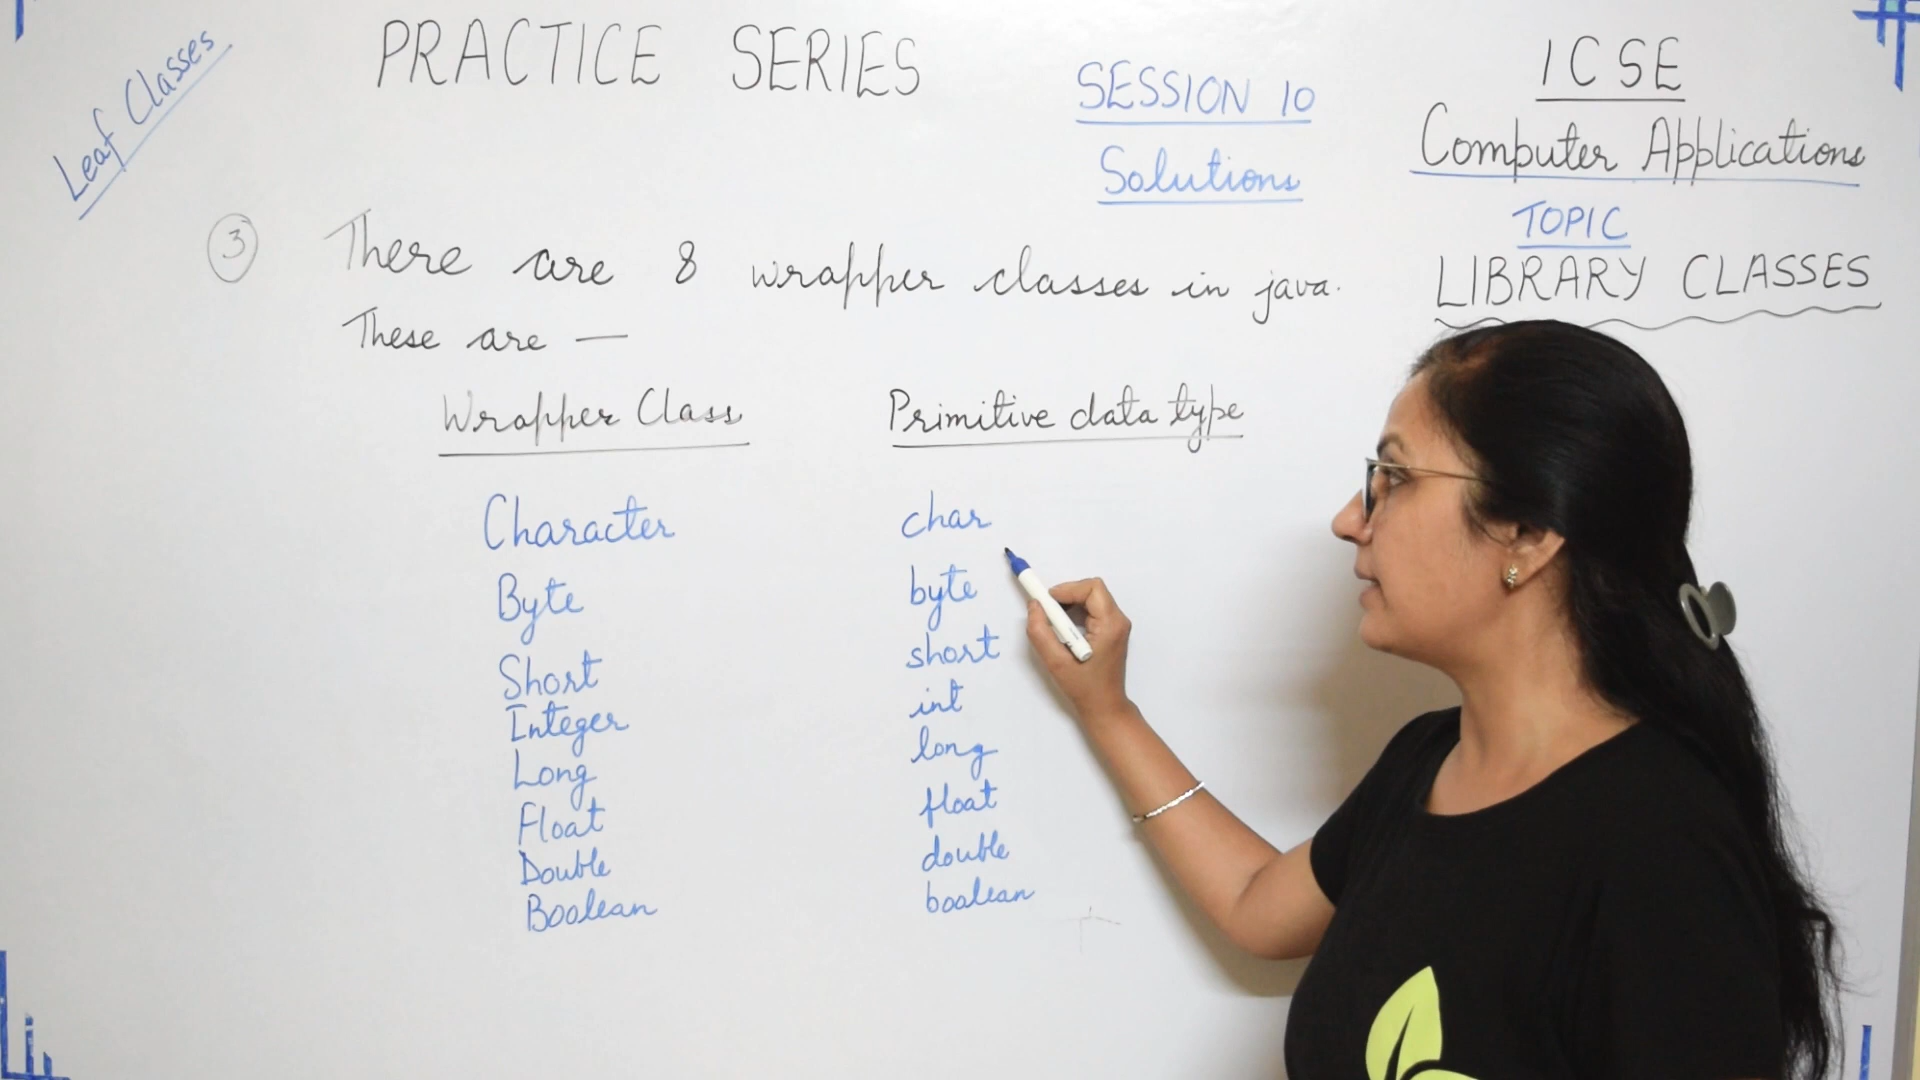 Leaf Classes
PRACTICE SERIES
SESSION 10
Solutions
ICSE
Computer Applications
TOPIC
LIBRARY CLASSES
3 There are 8 wrapper classes in java.
These are —
Wrapper Class Primitive data type
Character char
Byte byte
Short short
Integer int
Long long
Float float
Double double
Boolean boolean